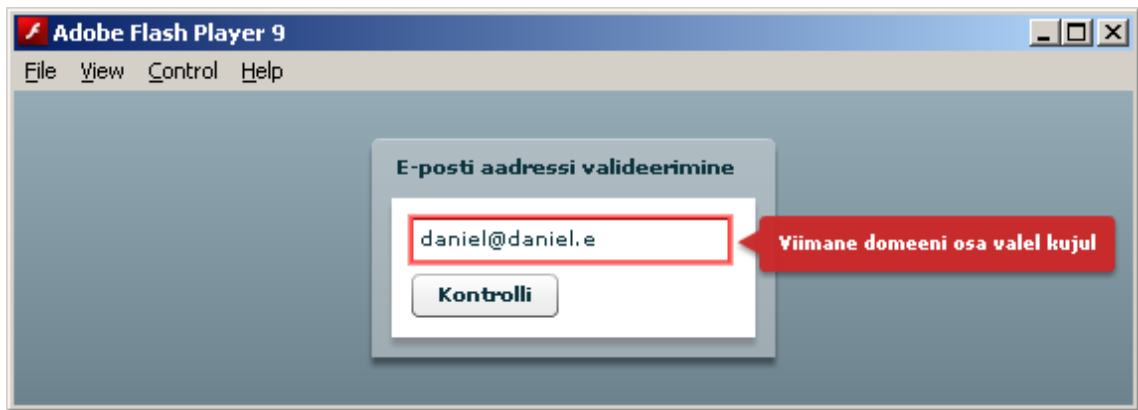 Adobe Flash Player 9
File View Control Help
E-posti aadressi valideerimine
daniel@daniel.e
Viimane domeeni osa valel kujul
Kontrolli